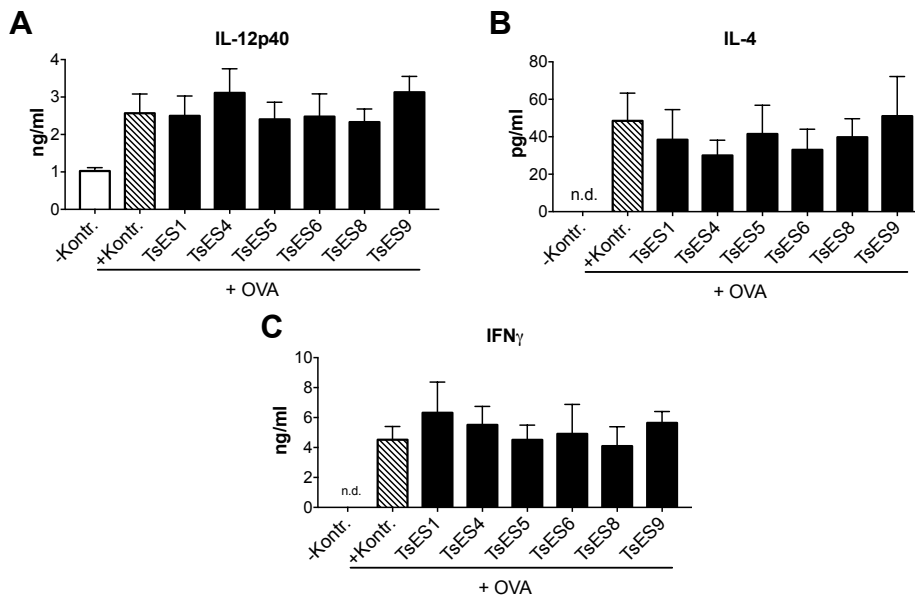 A
IL-12p40
ng/ml
4
3
2
1
0
-Kontr.
+Kontr.
TsES1
TsES4
TsES5
TsES6
TsES8
TsES9
+ OVA
B
IL-4
pg/ml
80
60
40
20
0
n.d.
-Kontr.
+Kontr.
TsES1
TsES4
TsES5
TsES6
TsES8
TsES9
+ OVA
C
IFNγ
ng/ml
10
8
6
4
2
0
n.d.
-Kontr.
+Kontr.
TsES1
TsES4
TsES5
TsES6
TsES8
TsES9
+ OVA